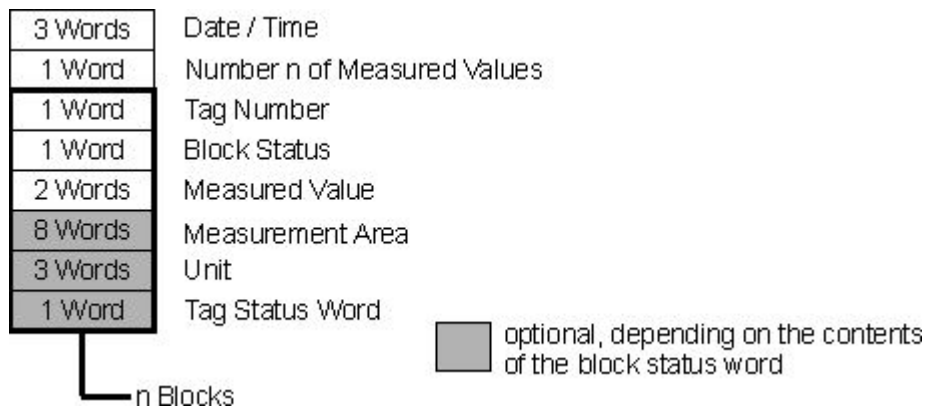 3 Words Date / Time
1 Word Number n of Measured Values
1 Word Tag Number
1 Word Block Status
2 Words Measured Value
8 Words Measurement Area
3 Words Unit
1 Word Tag Status Word
optional, depending on the contents
of the block status word
n Blocks